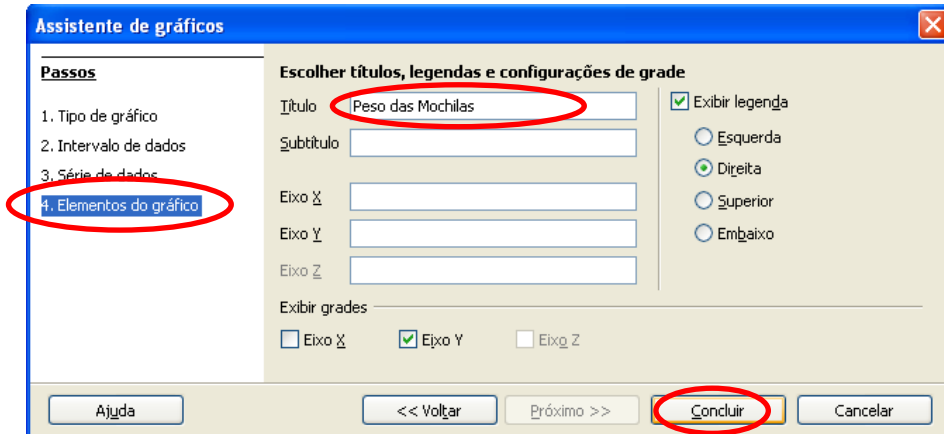 Assistente de gráficos
Passos
1. Tipo de gráfico
2. Intervalo de dados
3. Série de dados
4. Elementos do gráfico
Escolher títulos, legendas e configurações de grade
Título Peso das Mochilas
Subtítulo
Eixo X
Eixo Y
Eixo Z
Exibir legenda
Esquerda
Direita
Superior
Embaixo
Exibir grades
Eixo X Eixo Y Eixo Z
Ajuda << Voltar Próximo >> Concluir Cancelar